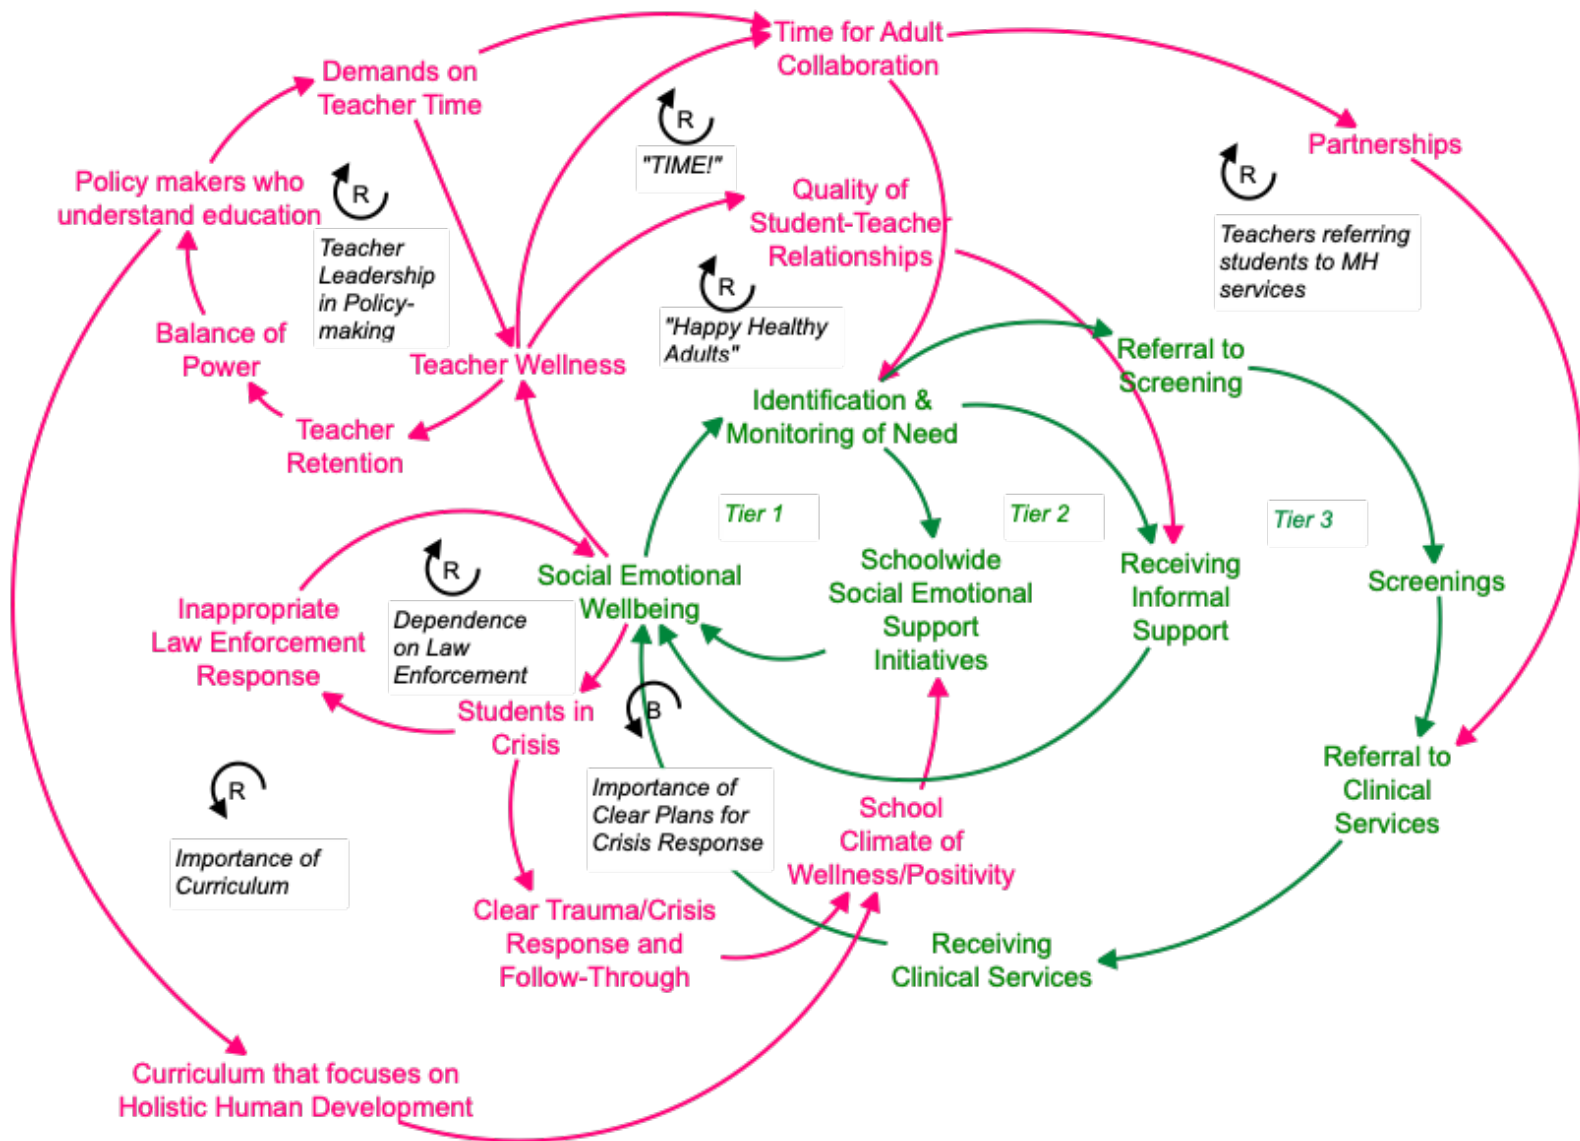 Time for Adult
Collaboration
Demands on
Teacher Time
R
"TIME!"
Partnerships
R
Teachers referring
students to MH
services
Policy makers who
understand education
R
Teacher
Leadership
in Policy-
making
Quality of
Student-Teacher
Relationships
R
"Happy Healthy
Adults"
Balance of
Power
Teacher Wellness
Teacher
Retention
Identification &
Monitoring of Need
Referral to
Screening
Tier 1
Tier 2
Tier 3
Social Emotional
Wellbeing
Schoolwide
Social Emotional
Support
Initiatives
Receiving
Informal
Support
Screenings
Inappropriate
Law Enforcement
Response
R
Dependence
on Law
Enforcement
Students in
Crisis
B
Importance of
Clear Plans for
Crisis Response
R
Importance of
Curriculum
School
Climate of
Wellness/Positivity
Referral to
Clinical
Services
Clear Trauma/Crisis
Response and
Follow-Through
Receiving
Clinical Services
Curriculum that focuses on
Holistic Human Development